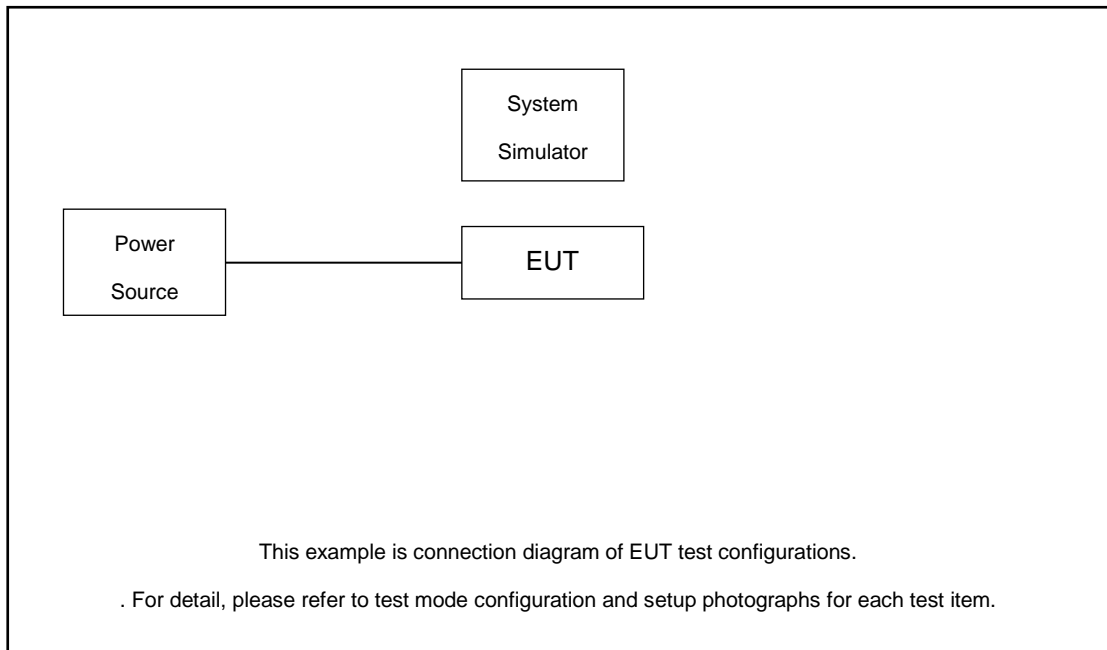 System
Simulator
Power
Source
EUT
This example is connection diagram of EUT test configurations.
. For detail, please refer to test mode configuration and setup photographs for each test item.